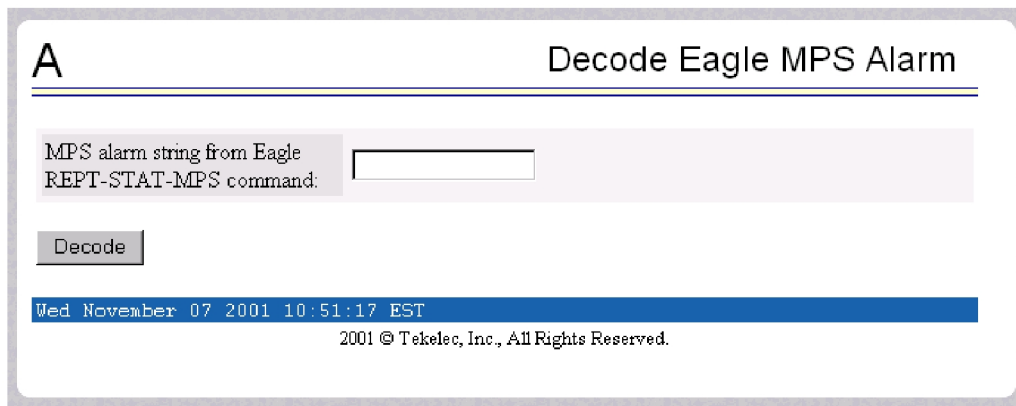 A
Decode Eagle MPS Alarm
MPS alarm string from Eagle
REPT-STAT-MPS command:
Decode
Wed November 07 2001 10:51:17 EST
2001 © Tekelec, Inc., All Rights Reserved.